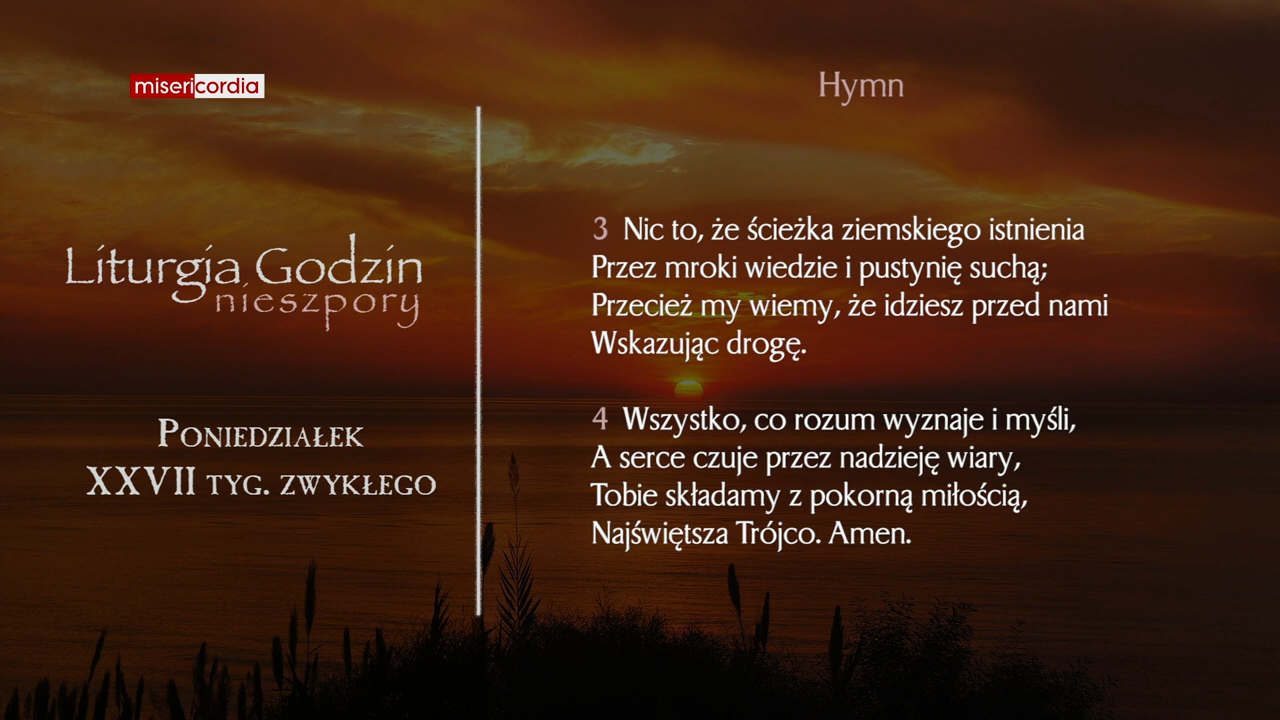 misericordia
Liturgia Godzin
nieszpory
Poniedziałek
XXVII tyg. zwykłego
Hymn
3 Nic to, że ścieżka ziemskiego istnienia
Przez mroki wiedzie i pustynię suchą;
Przecież my wiemy, że idziesz przed nami
Wskazując drogę.
4 Wszystko, co rozum wyznaje i myśli,
A serce czuje przez nadzieję wiary,
Tobie składamy z pokorną miłością,
Najświętsza Trójco. Amen.